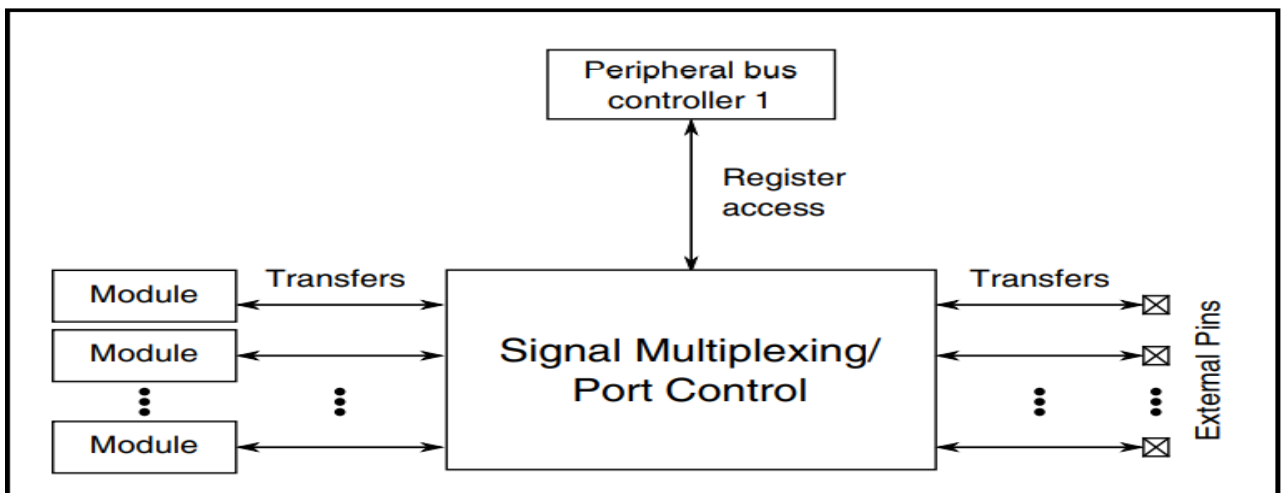 Peripheral bus
controller 1
Register
access
Module
Transfers
Transfers
Module
Signal Multiplexing/
Port Control
Module
External Pins